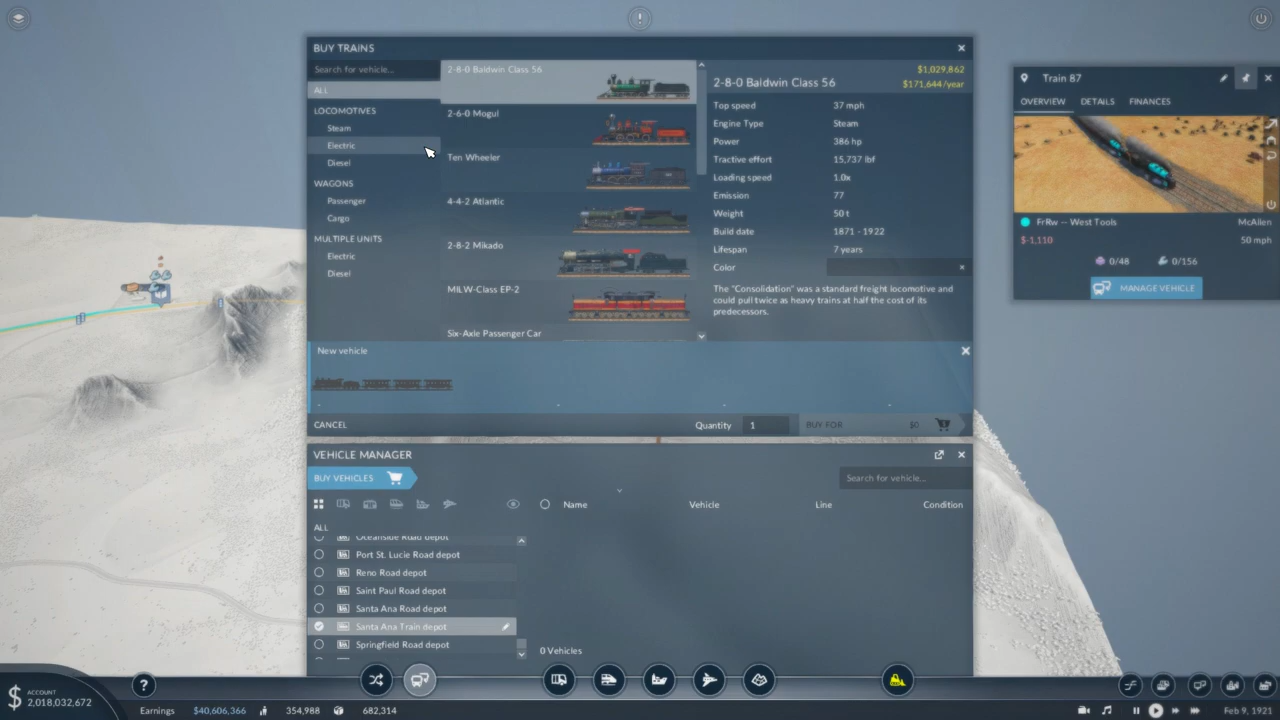 BUY TRAINS
Search for vehicle...
ALL
LOCOMOTIVES
Steam
Electric
Diesel
WAGONS
Passenger
Cargo
MULTIPLE UNITS
Electric
Diesel
2-8-0 Baldwin Class 56
2-6-0 Mogul
Ten Wheeler
4-4-2 Atlantic
2-8-2 Mikado
MILW-Class EP-2
Six-Axle Passenger Car
$1,029,862
2-8-0 Baldwin Class 56
$171,644/year
Top speed 37 mph
Engine Type Steam
Power 386 hp
Tractive effort 15,737 lbf
Loading speed 1.0x
Emission 77
Weight 50 t
Build date 1871 - 1922
Lifespan 7 years
Color
The "Consolidation" was a standard freight locomotive and
could pull twice as heavy trains at half the cost of its
predecessors.
New vehicle
CANCEL
Quantity 1
BUY FOR $0
Train 87
OVERVIEW DETAILS FINANCES
FrRw -- West Tools McAllen
$-1,110 50 mph
0/48 0/156
MANAGE VEHICLE
VEHICLE MANAGER
BUY VEHICLES
Search for vehicle...
Name Vehicle Line Condition
ALL
Oceanside Road depot
Port St. Lucie Road depot
Reno Road depot
Saint Paul Road depot
Santa Ana Road depot
Santa Ana Train depot
Springfield Road depot
0 Vehicles
$ ACCOUNT
2,018,032,672
?
Earnings $40,606,366 354,988 682,314
Feb 9, 1921